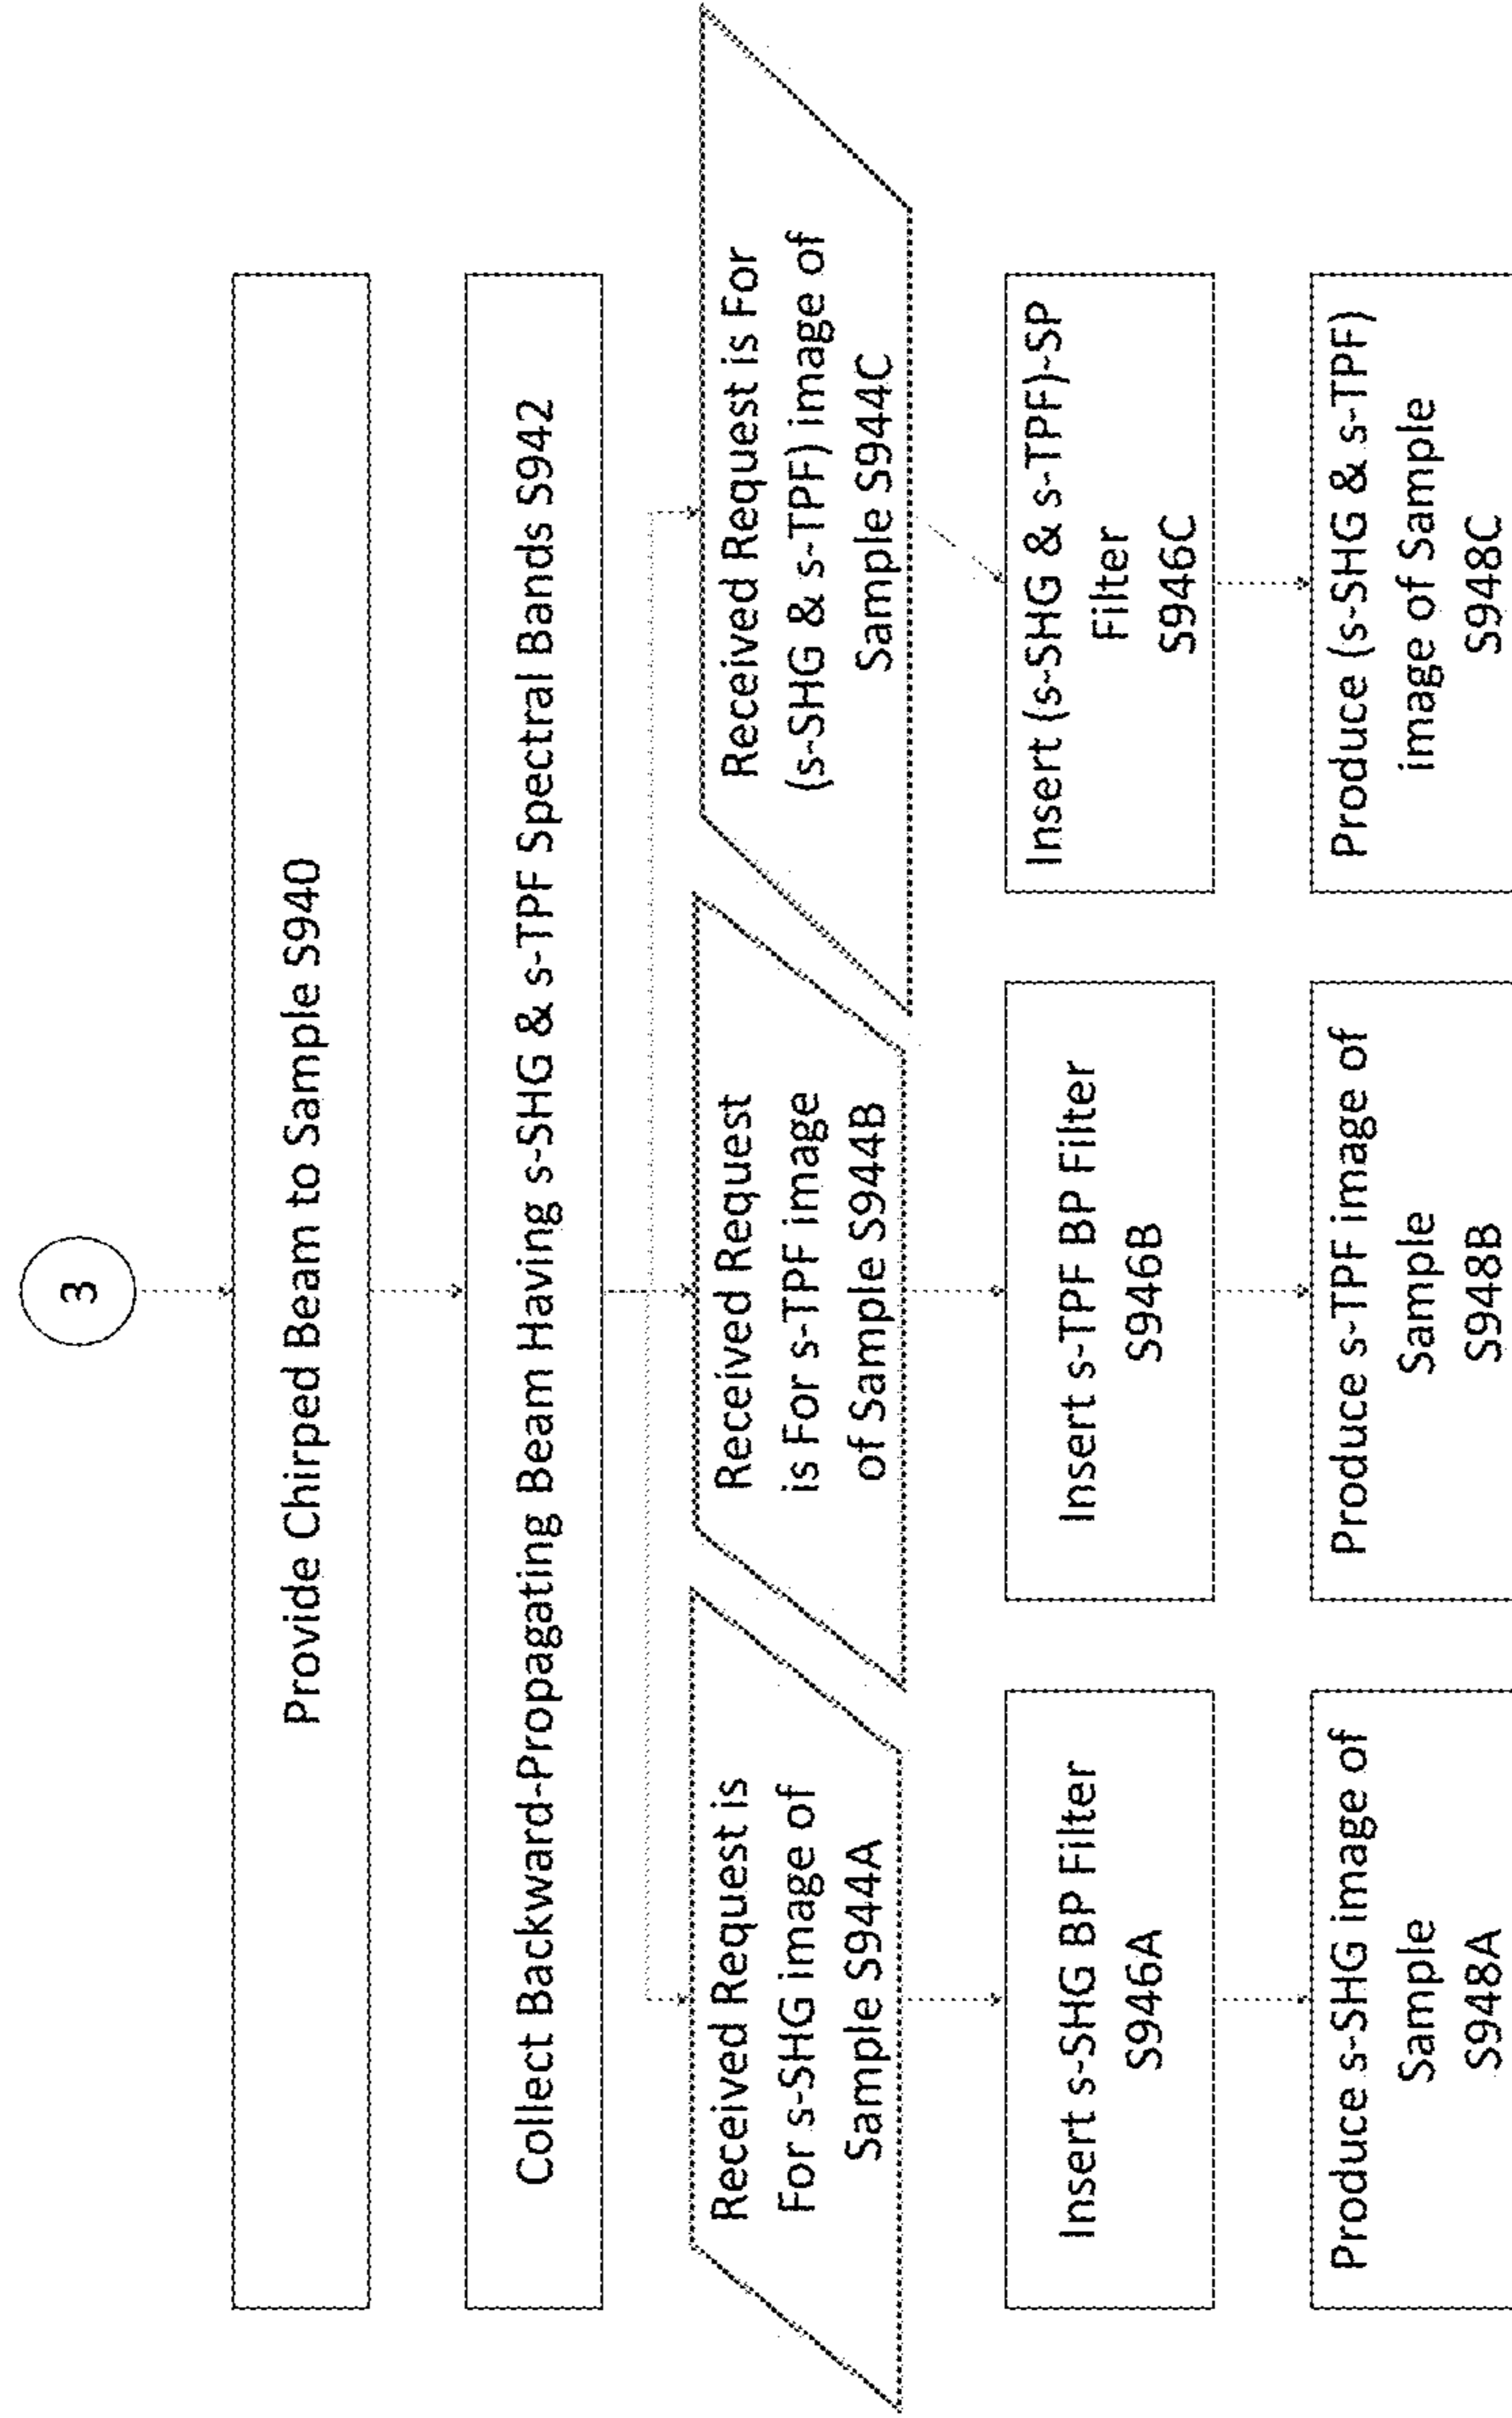 3
Provide Chirped Beam to Sample S940
Collect Backward-Propagating Beam Having s-SHG & s-TPF Spectral Bands S942
Received Request is
For s-SHG image of
Sample S944A
Received Request
is For s-TPF image
of Sample S944B
Received Request is For
(s-SHG & s-TPF) image of
Sample S944C
Insert s-SHG BP Filter
S946A
Insert s-TPF BP Filter
S946B
Insert (s-SHG & s-TPF)-SP
Filter
S946C
Produce s-SHG image of
Sample
S948A
Produce s-TPF image of
Sample
S948B
Produce (s-SHG & s-TPF)
image of Sample
S948C